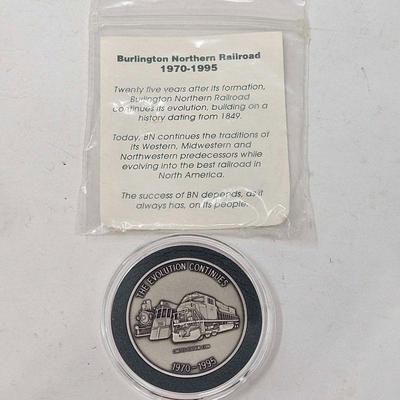 Burlington Northern Railroad
1970-1995
Twenty five years after its formation,
Burlington Northern Railroad
continues its evolution, building on a
history dating from 1849.
Today, BN continues the traditions of
its Western, Midwestern and
Northwestern predecessors while
evolving into the best railroad in
North America.
The success of BN depends, as it
always has, on its people.
THE EVOLUTION CONTINUES
1970-1995